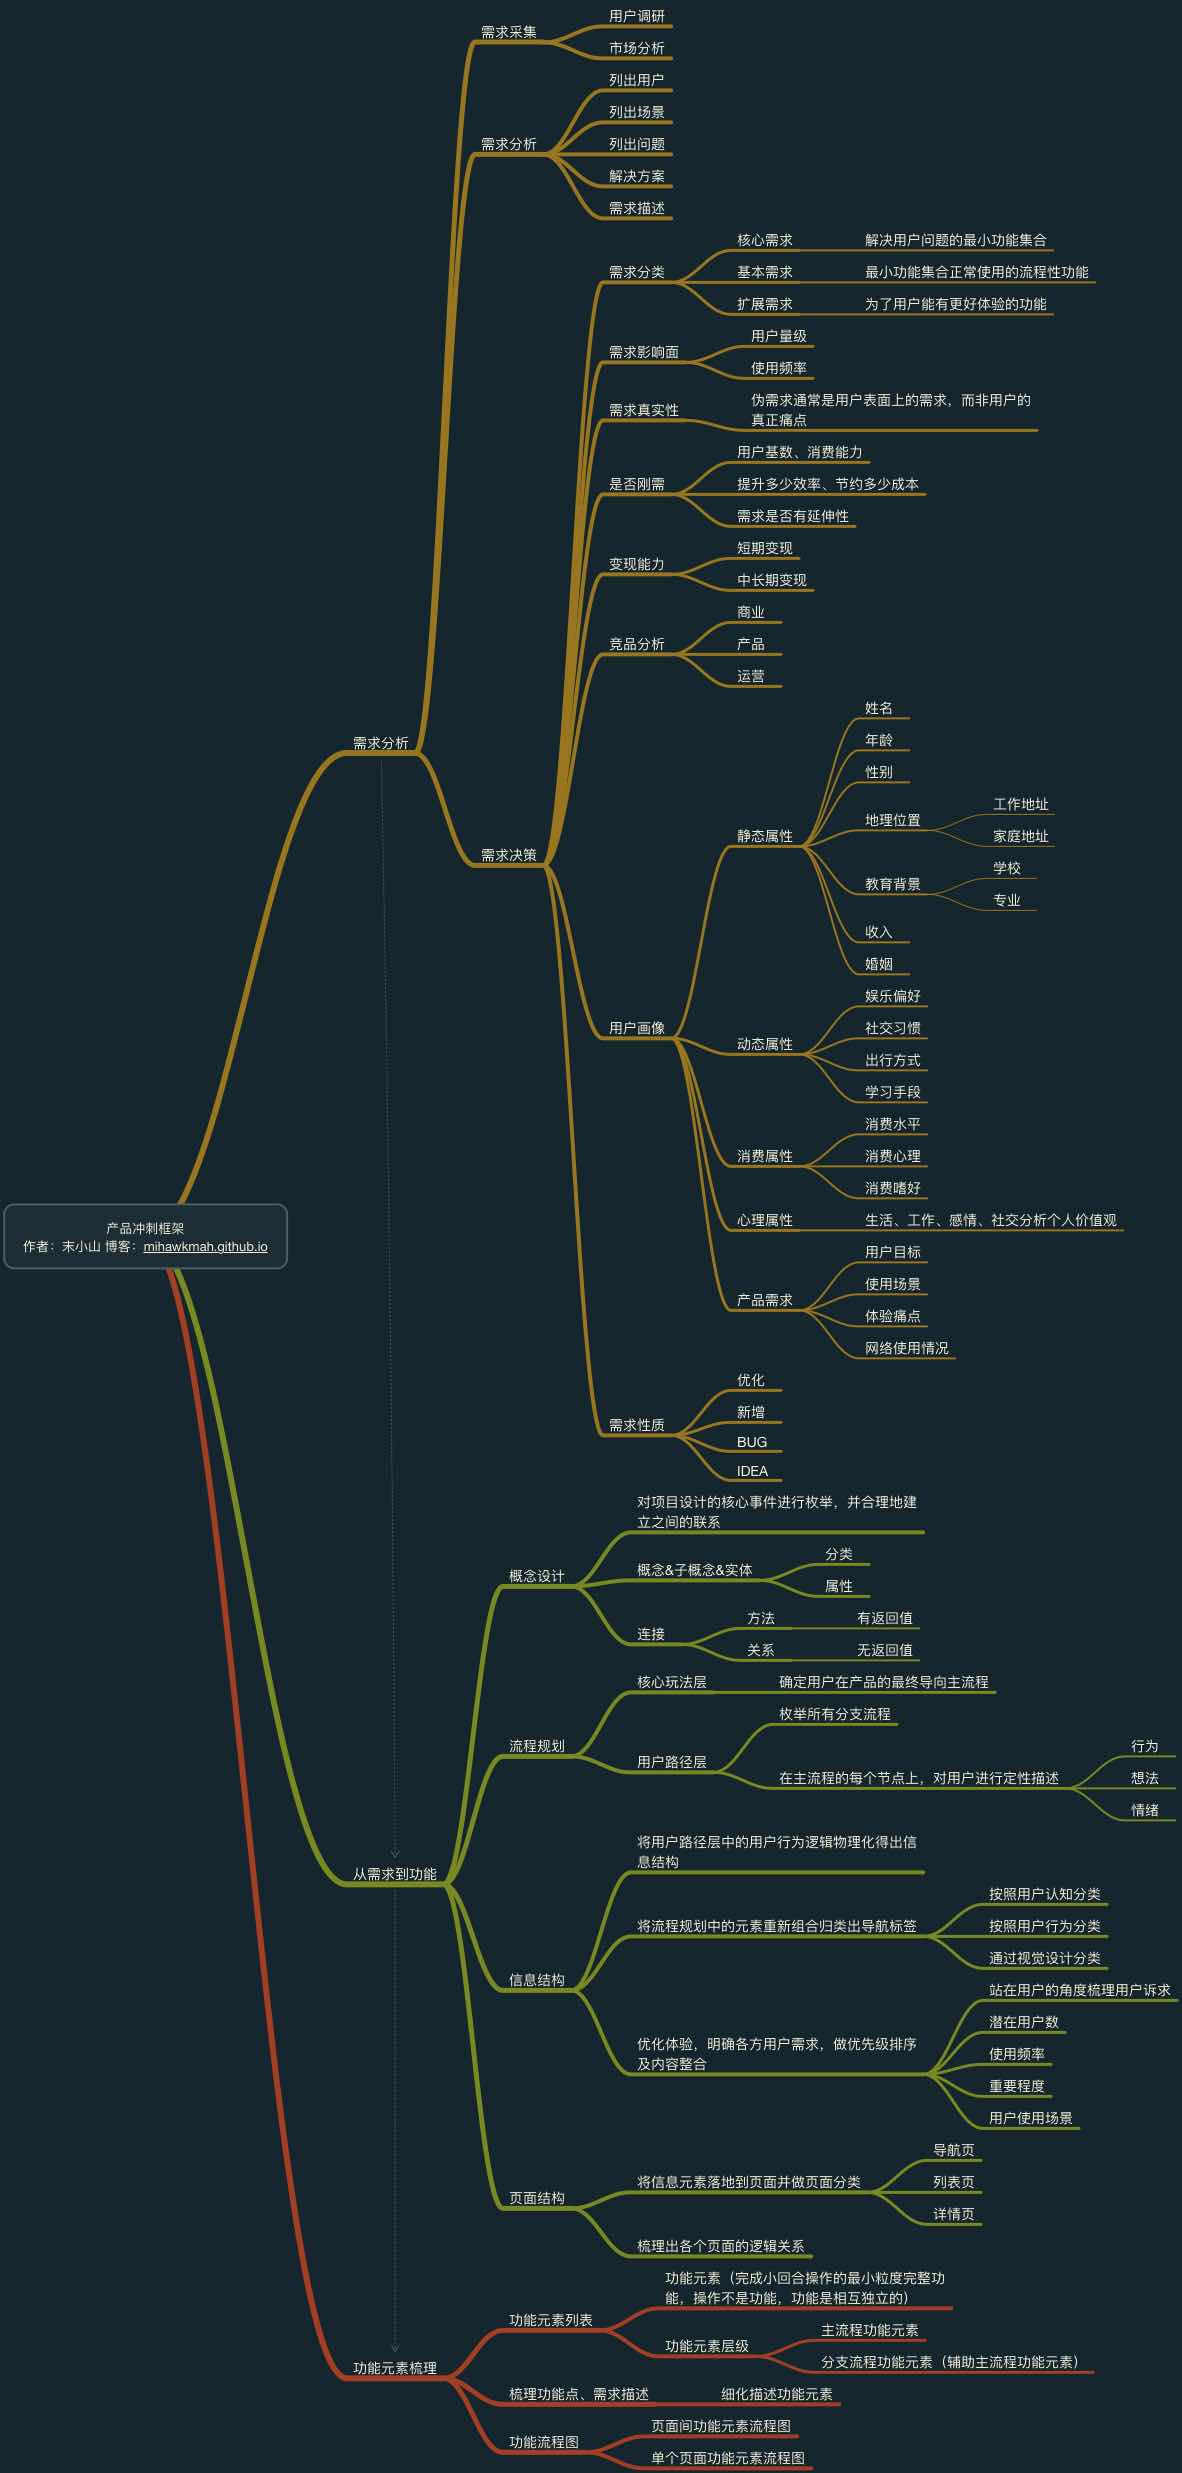 产品冲刺框架
作者：末小山 博客：mihawkmah.github.io
需求分析
需求采集
用户调研
市场分析
需求分析
列出用户
列出场景
列出问题
解决方案
需求描述
需求决策
需求分类
核心需求
解决用户问题的最小功能集合
基本需求
最小功能集合正常使用的流程性功能
扩展需求
为了用户能有更好体验的功能
需求影响面
用户量级
使用频率
需求真实性
伪需求通常是用户表面上的需求，而非用户的
真正痛点
是否刚需
用户基数、消费能力
提升多少效率、节约多少成本
需求是否有延伸性
变现能力
短期变现
中长期变现
竞品分析
商业
产品
运营
用户画像
静态属性
姓名
年龄
性别
地理位置
工作地址
家庭地址
教育背景
学校
专业
收入
婚姻
动态属性
娱乐偏好
社交习惯
出行方式
学习手段
消费属性
消费水平
消费心理
消费嗜好
心理属性
生活、工作、感情、社交分析个人价值观
产品需求
用户目标
使用场景
体验痛点
网络使用情况
需求性质
优化
新增
BUG
IDEA
从需求到功能
概念设计
对项目设计的核心事件进行枚举，并合理地建
立之间的联系
概念&子概念&实体
分类
属性
连接
方法
有返回值
关系
无返回值
流程规划
核心玩法层
确定用户在产品的最终导向主流程
用户路径层
枚举所有分支流程
在主流程的每个节点上，对用户进行定性描述
行为
想法
情绪
信息结构
将用户路径层中的用户行为逻辑物理化得出信
息结构
将流程规划中的元素重新组合归类出导航标签
按照用户认知分类
按照用户行为分类
通过视觉设计分类
优化体验，明确各方用户需求，做优先级排序
及内容整合
站在用户的角度梳理用户诉求
潜在用户数
使用频率
重要程度
用户使用场景
页面结构
将信息元素落地到页面并做页面分类
导航页
列表页
详情页
梳理出各个页面的逻辑关系
功能元素梳理
功能元素列表
功能元素（完成小回合操作的最小粒度完整功
能，操作不是功能，功能是相互独立的）
功能元素层级
主流程功能元素
分支流程功能元素（辅助主流程功能元素）
梳理功能点、需求描述
细化描述功能元素
功能流程图
页面间功能元素流程图
单个页面功能元素流程图